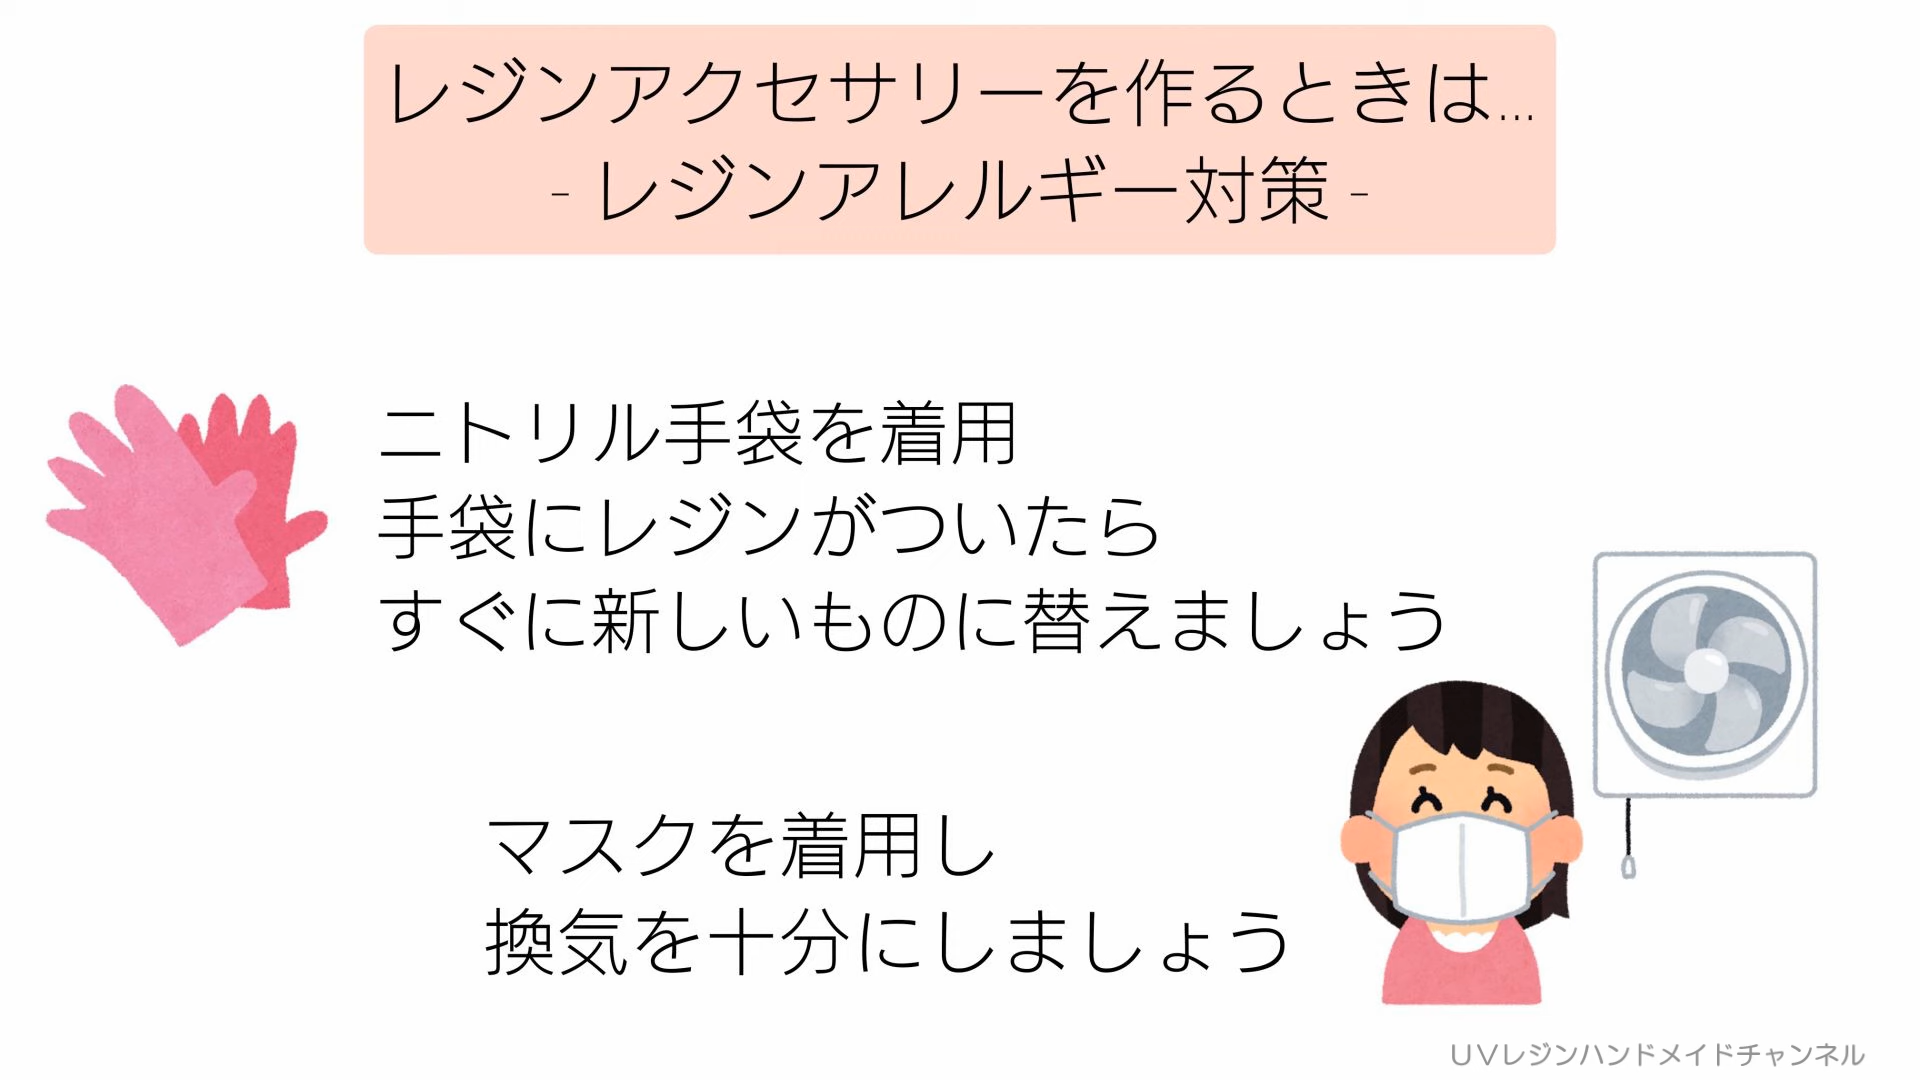 レジンアクセサリーを作るときは...
- レジンアレルギー対策 -
ニトリル手袋を着用
手袋にレジンがついたら
すぐに新しいものに替えましょう
マスクを着用し
換気を十分にしましょう
UVレジンハンドメイドチャンネル